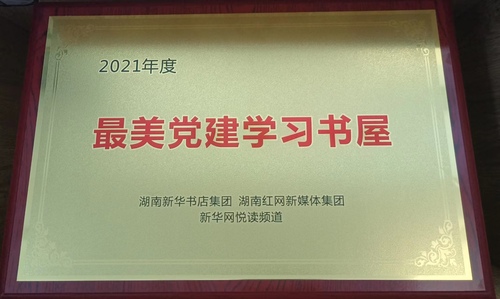 2021年度
最美党建学习书屋
湖南新华书店集团 湖南红网新媒体集团
新华网悦读频道